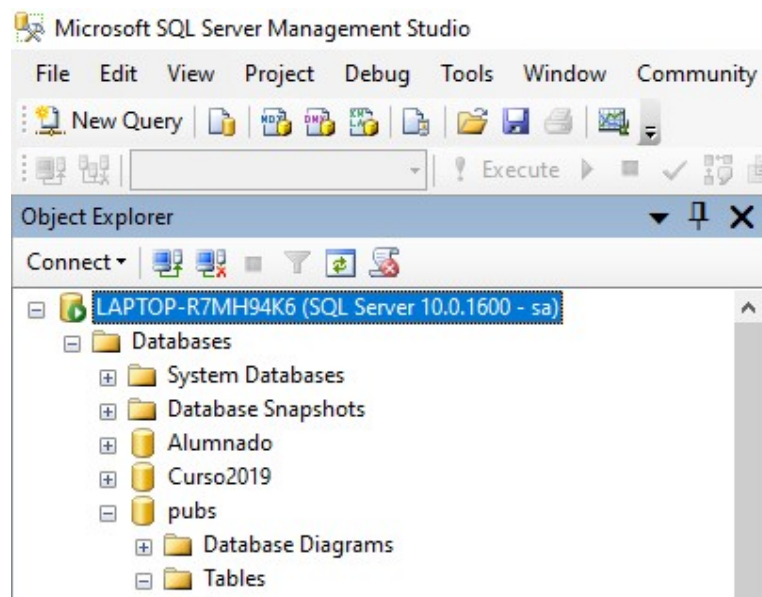 Microsoft SQL Server Management Studio
File Edit View Project Debug Tools Window Community
New Query
Execute
Object Explorer
Connect
LAPTOP-R7MH94K6 (SQL Server 10.0.1600 - sa)
Databases
System Databases
Database Snapshots
Alumnado
Curso2019
pubs
Database Diagrams
Tables